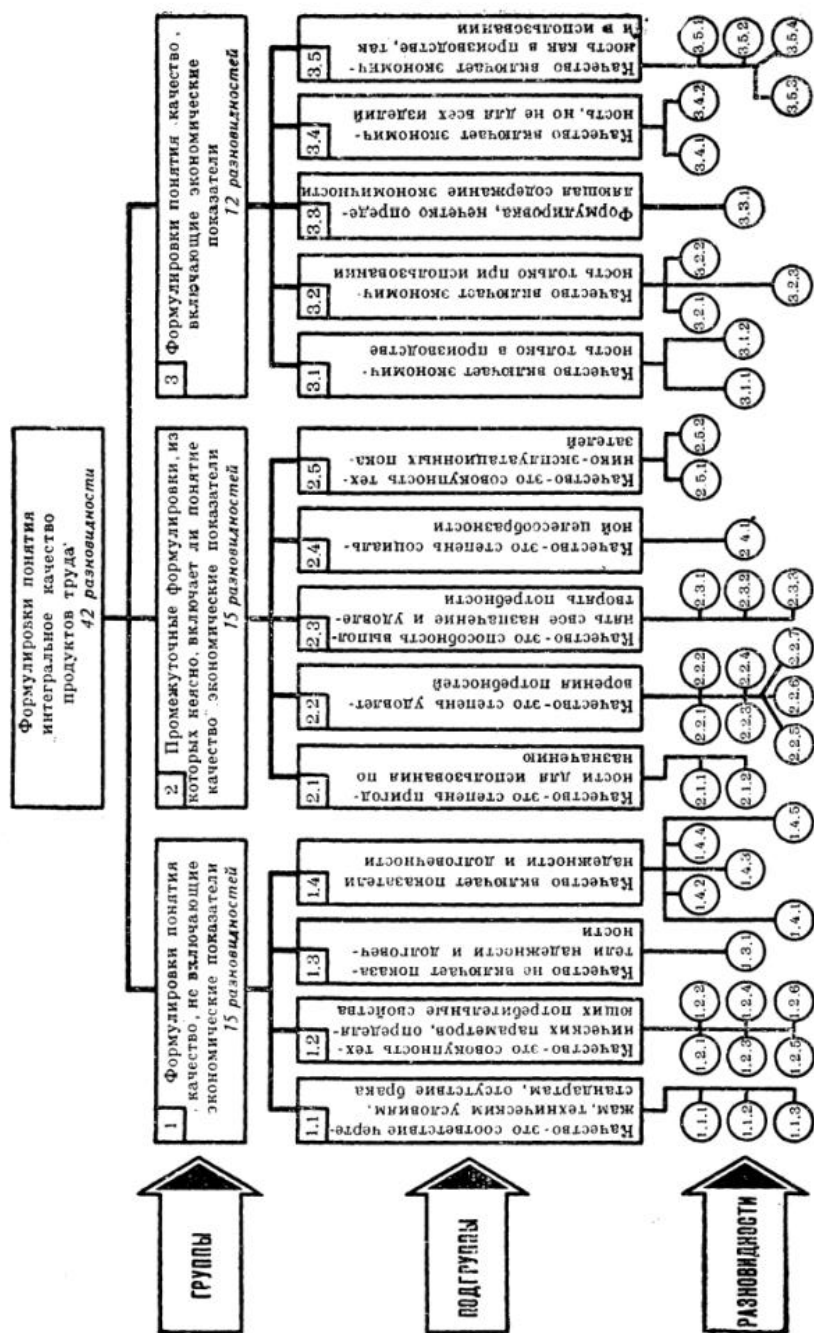 Формулировки понятия
„интегральное качество
продуктов труда"
42 разновидности
ГРУППЫ
1 Формулировки понятия
„качество", не включающие
экономические показатели
15 разновидностей
2 Промежуточные формулировки, из
которых неясно, включает ли понятие
„качество" экономические показатели
15 разновидностей
3 Формулировки понятия „качество",
включающие экономические
показатели
12 разновидностей
ПОДГРУППЫ
1.1
Качество-это соответствие черте-
жам, техническим условиям,
стандартам, отсутствие брака
1.2
Качество-это совокупность тех-
нических параметров, определя-
ющих потребительные свойства
1.3
Качество не включает показа-
тели надежности и долговеч-
ности
1.4
Качество включает показатели
надежности и долговечности
2.1
Качество-это степень пригод-
ности для использования по
назначению
2.2
Качество-это степень удовлет-
ворения потребностей
2.3
Качество-это способность выпол-
нять свое назначение и удовле-
творять потребности
2.4
Качество-это степень социаль-
ной целесообразности
2.5
Качество-это совокупность тех-
нико-эксплуатационных пока-
зателей
3.1
Качество включает экономич-
ность только в производстве
3.2
Качество включает экономич-
ность только при использовании
3.3
Формулировка, нечетко опреде-
ляющая содержание экономичности
3.4
Качество включает экономич-
ность, но не для всех изделий
3.5
Качество включает экономич-
ность как в производстве, так
и в использовании
РАЗНОВИДНОСТИ
1.1.1
1.1.2
1.1.3
1.2.1
1.2.2
1.2.3
1.2.4
1.2.5
1.2.6
1.3.1
1.4.1
1.4.2
1.4.3
1.4.4
1.4.5
2.1.1
2.1.2
2.2.1
2.2.2
2.2.3
2.2.4
2.2.5
2.2.6
2.2.7
2.3.1
2.3.2
2.3.3
2.4.1
2.5.1
2.5.2
3.1.1
3.1.2
3.2.1
3.2.2
3.2.3
3.3.1
3.4.1
3.4.2
3.5.1
3.5.2
3.5.3
3.5.4